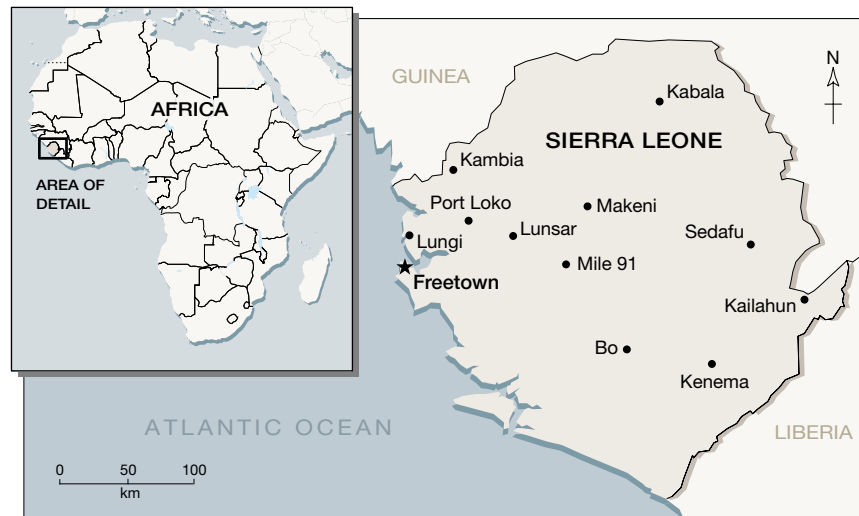 AFRICA
AREA OF
DETAIL
GUINEA
N
Kabala
SIERRA LEONE
Kambia
Port Loko
Makeni
Lungi
Lunsar
Sedafu
Freetown
Mile 91
Kailahun
Bo
Kenema
ATLANTIC OCEAN
LIBERIA
0 50 100
km